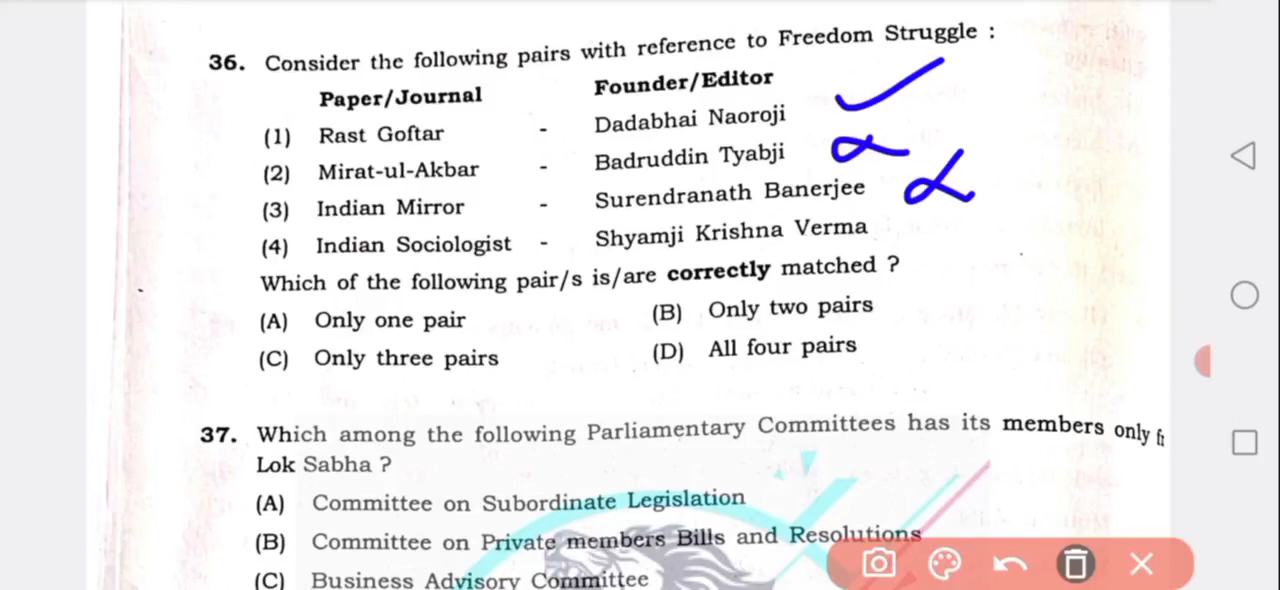 36. Consider the following pairs with reference to Freedom Struggle :
Paper/Journal Founder/Editor
(1) Rast Goftar - Dadabhai Naoroji
(2) Mirat-ul-Akbar - Badruddin Tyabji
(3) Indian Mirror - Surendranath Banerjee
(4) Indian Sociologist - Shyamji Krishna Verma
Which of the following pair/s is/are correctly matched ?
(A) Only one pair (B) Only two pairs
(C) Only three pairs (D) All four pairs
37. Which among the following Parliamentary Committees has its members only
Lok Sabha ?
(A) Committee on Subordinate Legislation
(B) Committee on Private members Bills and Resolutions
(C) Business Advisory Committee